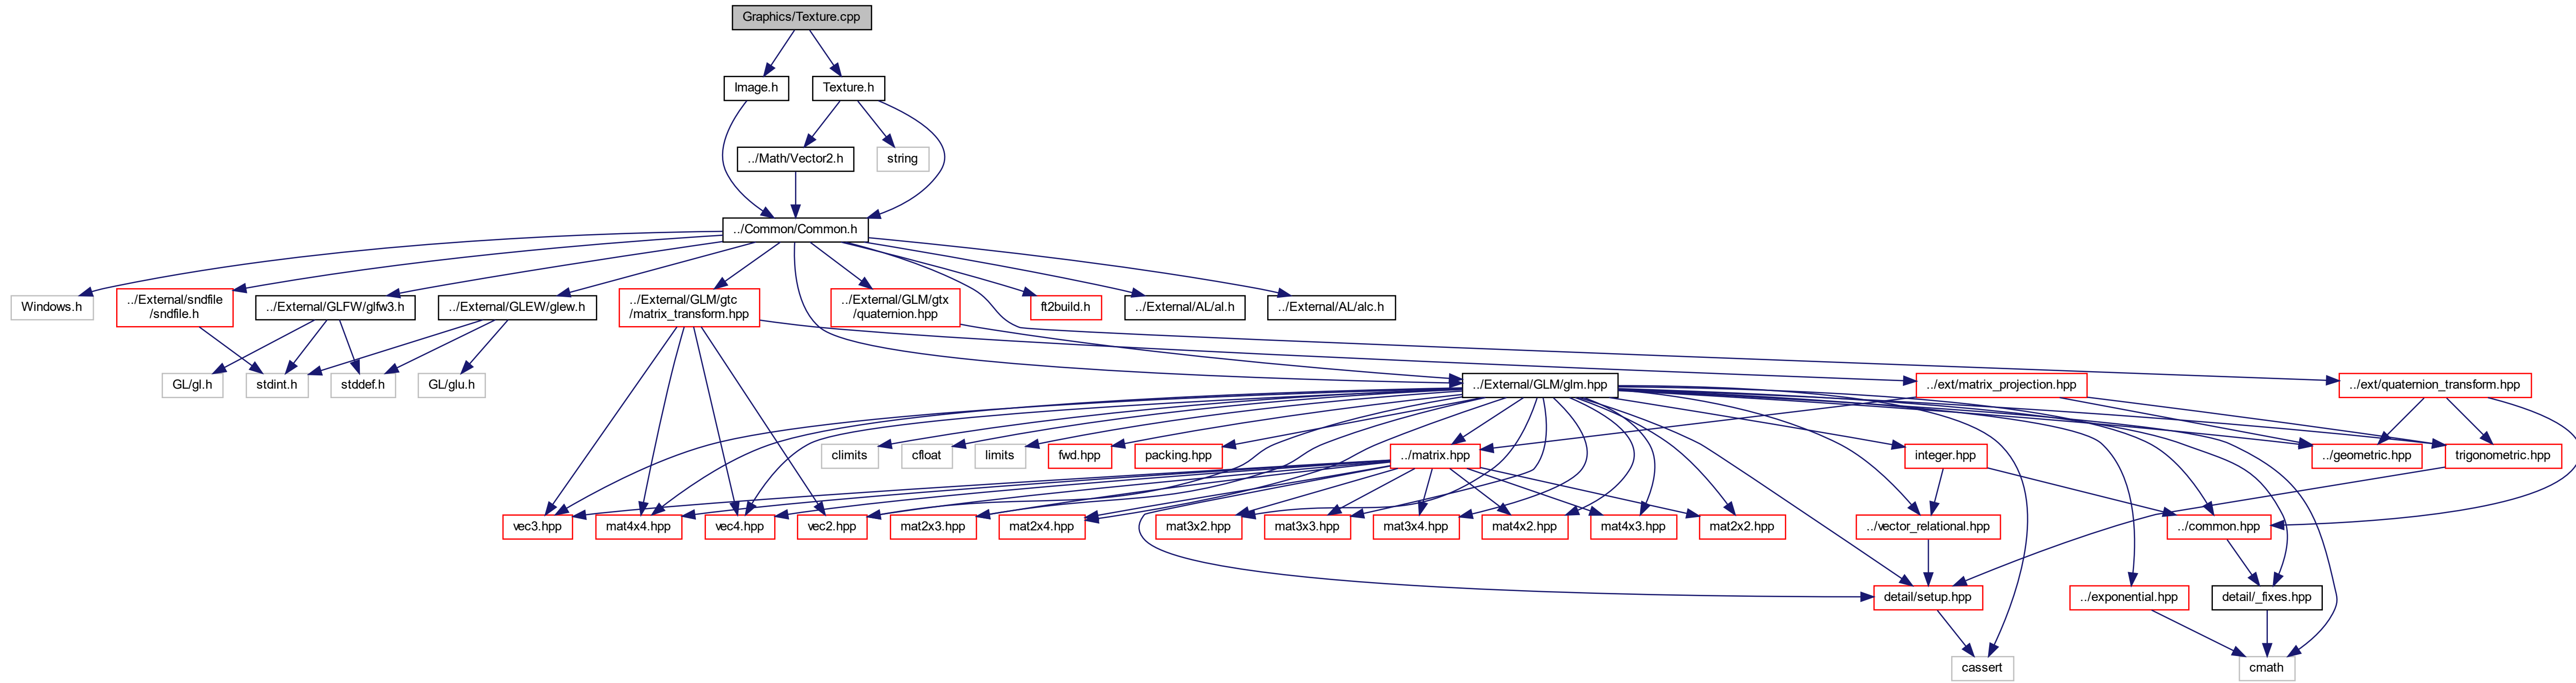 Graphics/Texture.cpp
Image.h
Texture.h
../Math/Vector2.h
string
../Common/Common.h
Windows.h
../External/sndfile
/sndfile.h
../External/GLFW/glfw3.h
../External/GLEW/glew.h
../External/GLM/gtc
/matrix_transform.hpp
../External/GLM/gtx
/quaternion.hpp
ft2build.h
../External/AL/al.h
../External/AL/alc.h
GL/gl.h
stdint.h
stddef.h
GL/glu.h
../External/GLM/glm.hpp
../ext/matrix_projection.hpp
../ext/quaternion_transform.hpp
climits
cfloat
limits
fwd.hpp
packing.hpp
../matrix.hpp
integer.hpp
../geometric.hpp
trigonometric.hpp
vec3.hpp
mat4x4.hpp
vec4.hpp
vec2.hpp
mat2x3.hpp
mat2x4.hpp
mat3x2.hpp
mat3x3.hpp
mat3x4.hpp
mat4x2.hpp
mat4x3.hpp
mat2x2.hpp
../vector_relational.hpp
../common.hpp
detail/setup.hpp
../exponential.hpp
detail/_fixes.hpp
cassert
cmath